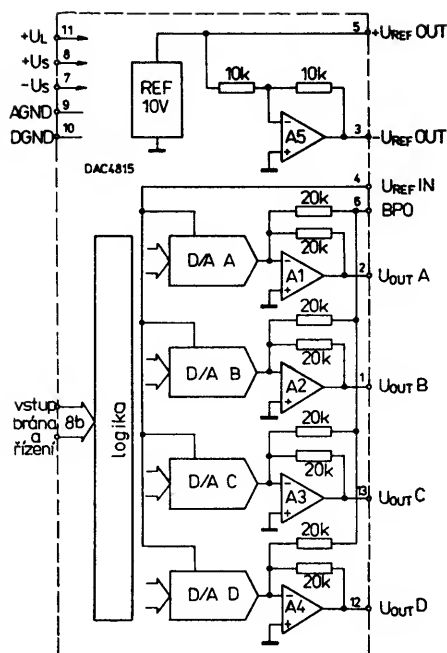 +UL 11
+US 8
-US 7
AGND 9
DGND 10
DAC4815
REF
10V
5 +UREF OUT
10k
10k
A5
3 -UREF OUT
4 UREF IN
6 BPO
20k
20k
D/A A
A1
2 UOUT A
20k
20k
D/A B
A2
1 UOUT B
vstup
brána
a
řízení
8b
logika
20k
20k
D/A C
A3
13 UOUT C
20k
20k
D/A D
A4
12 UOUT D